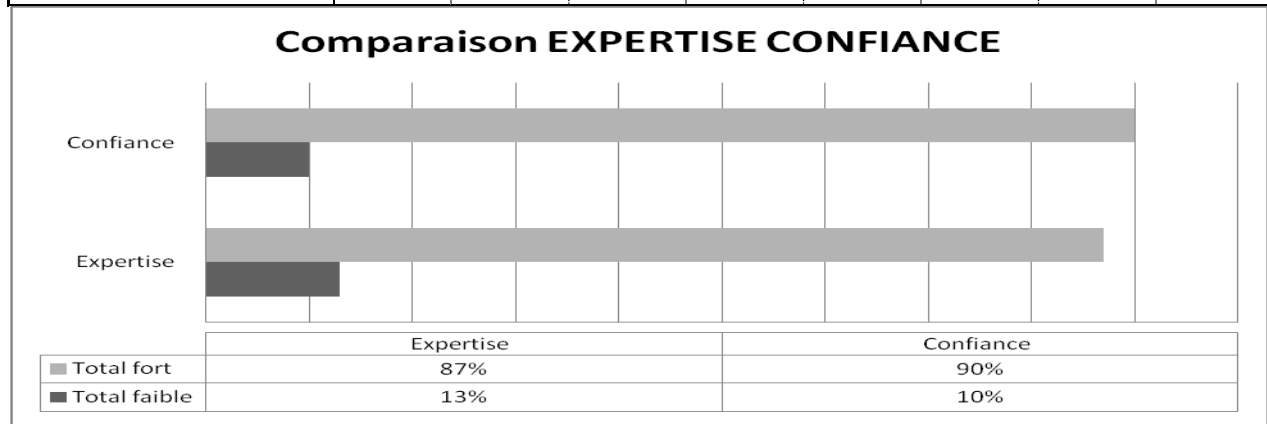 Comparaison EXPERTISE CONFIANCE
Confiance
Expertise
Expertise Confiance
Total fort 87% 90%
Total faible 13% 10%